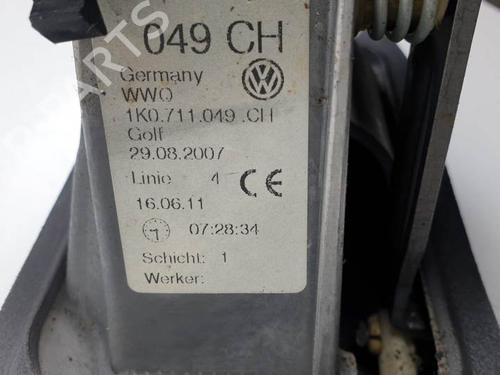 049 CH
Germany
WWO
1K0.711.049 .CH
Golf
29.08.2007
Linie 4 CE
16.06.11
07:28:34
Schicht: 1
Werker: